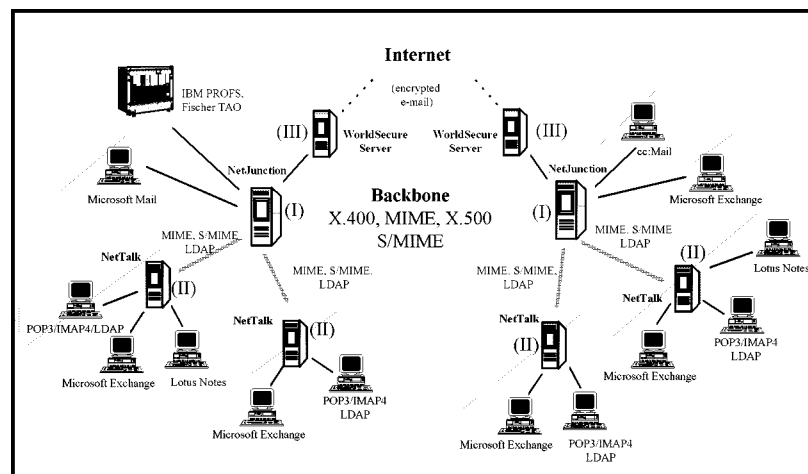 Internet
(encrypted
e-mail)
IBM PROFS,
Fischer TAO
(III)
WorldSecure
Server
WorldSecure
Server
(III)
cc:Mail
NetJunction
NetJunction
Microsoft Mail
Microsoft Exchange
(I)
Backbone
X.400, MIME, X.500
S/MIME
(I)
MIME, S/MIME
LDAP
MIME, S/MIME
LDAP
NetTalk
(II)
MIME, S/MIME,
LDAP
MIME, S/MIME,
LDAP
(II)
Lotus Notes
NetTalk
POP3/IMAP4/LDAP
NetTalk
(II)
NetTalk
(II)
POP3/IMAP4
LDAP
Microsoft Exchange
Lotus Notes
Microsoft Exchange
POP3/IMAP4
LDAP
Microsoft Exchange
Microsoft Exchange
POP3/IMAP4
LDAP